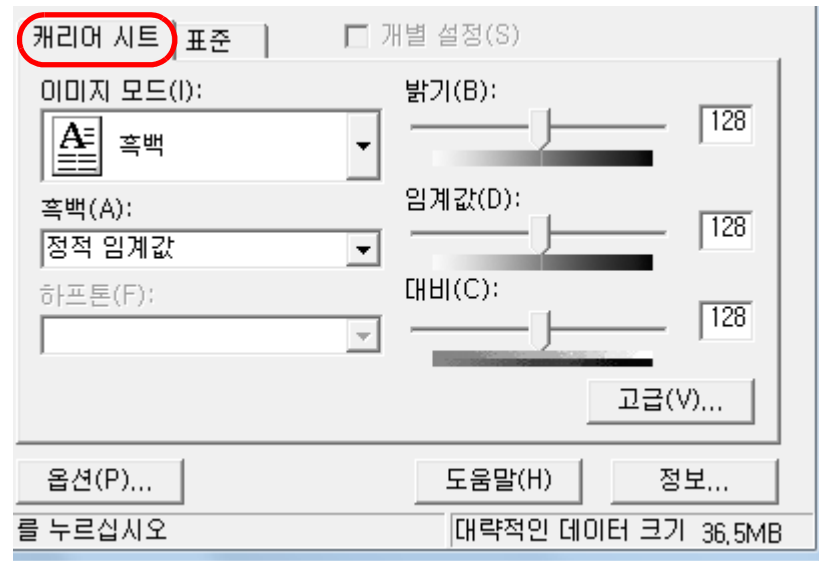 캐리어 시트 표준 개별 설정(S)
이미지 모드(I): 밝기(B):
흑백 128
흑백(A): 임계값(D):
정적 임계값 128
하프톤(F): 대비(C):
128
고급(V)...
옵션(P)... 도움말(H) 정보...
를 누르십시오 대략적인 데이터 크기 36,5MB